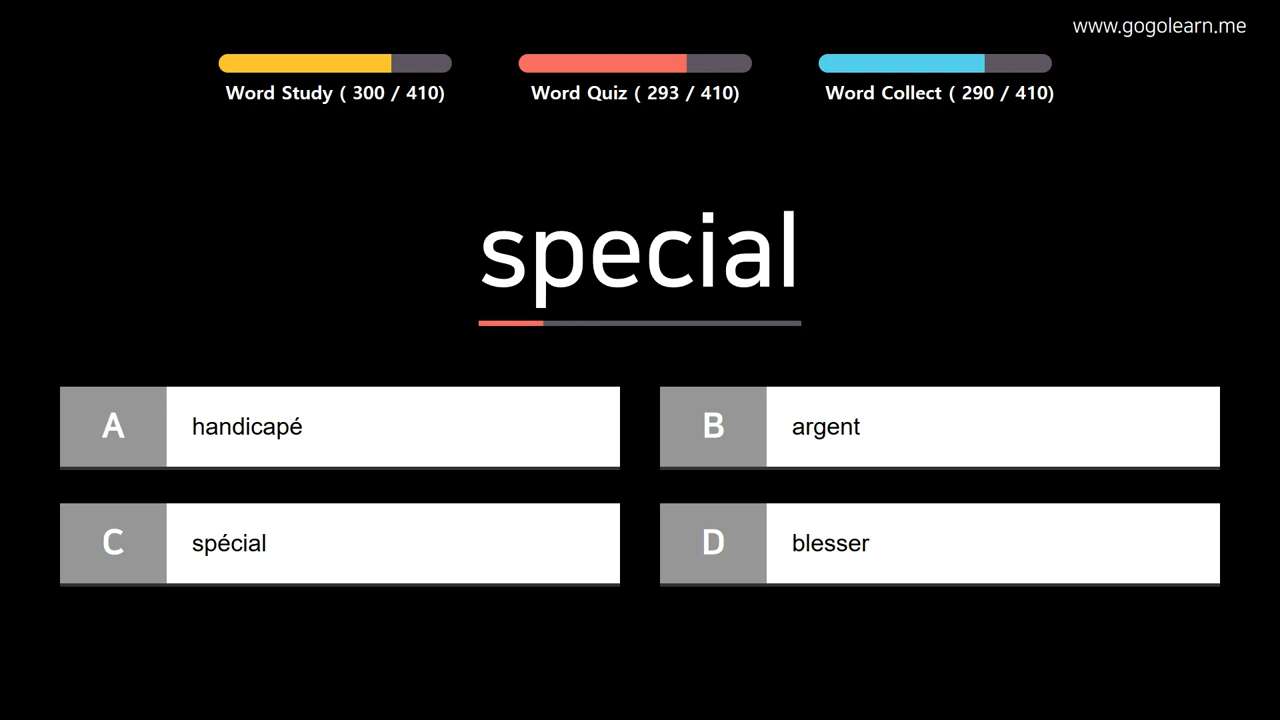 www.gogolearn.me
Word Study ( 300 / 410)
Word Quiz ( 293 / 410)
Word Collect ( 290 / 410)
special
A handicapé
B argent
C spécial
D blesser